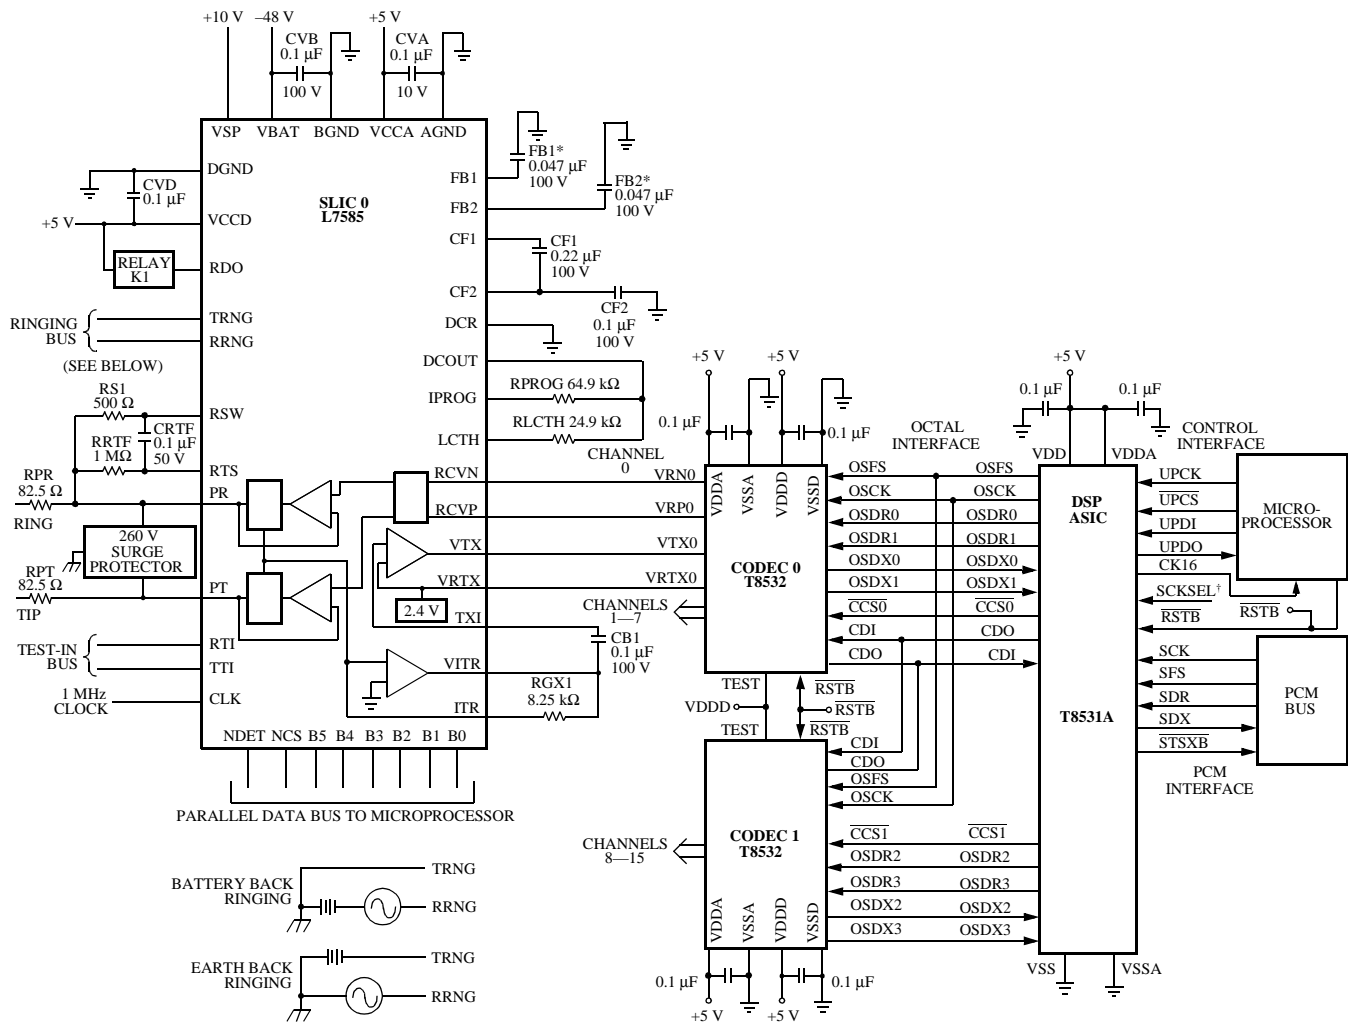 +10 V
–48 V
+5 V
CVB
0.1 µF
100 V
CVA
0.1 µF
10 V
VSP
VBAT
BGND
VCCA
AGND
DGND
CVD
0.1 µF
VCCD
+5 V
RELAY
K1
RDO
SLIC 0
L7585
FB1
FB1*
0.047 µF
100 V
FB2
FB2*
0.047 µF
100 V
CF1
CF1
0.22 µF
100 V
CF2
CF2
0.1 µF
100 V
DCR
DCOUT
IPROG
RPROG 64.9 kΩ
LCTH
RLCTH 24.9 kΩ
RINGING
BUS
(SEE BELOW)
TRNG
RRNG
RS1
500 Ω
RSW
CRTF
0.1 µF
50 V
RRTF
1 MΩ
RTS
RPR
82.5 Ω
RING
PR
260 V
SURGE
PROTECTOR
RPT
82.5 Ω
TIP
PT
TEST-IN
BUS
RTI
TTI
1 MHz
CLOCK
CLK
RCVN
RCVP
VTX
VRTX
2.4 V
TXI
VITR
ITR
CB1
0.1 µF
100 V
RGX1
8.25 kΩ
NDET
NCS
B5
B4
B3
B2
B1
B0
PARALLEL DATA BUS TO MICROPROCESSOR
BATTERY BACK
RINGING
TRNG
RRNG
EARTH BACK
RINGING
TRNG
RRNG
CHANNEL
0
VRN0
VRP0
VTX0
VRTX0
CHANNELS
1—7
+5 V
+5 V
0.1 µF
0.1 µF
VDDA
VSSA
VDDD
VSSD
CODEC 0
T8532
OCTAL
INTERFACE
OSFS
OSFS
OSCK
OSCK
OSDR0
OSDR0
OSDR1
OSDR1
OSDX0
OSDX0
OSDX1
OSDX1
CCS0
CCS0
CDI
CDO
CDO
CDI
TEST
VDDD
TEST
RSTB
RSTB
RSTB
CDI
CDO
OSFS
OSCK
CHANNELS
8—15
CODEC 1
T8532
CCS1
CCS1
OSDR2
OSDR2
OSDR3
OSDR3
OSDX2
OSDX2
OSDX3
OSDX3
VDDA
VSSA
VDDD
VSSD
0.1 µF
0.1 µF
+5 V
+5 V
+5 V
0.1 µF
0.1 µF
VDD
VDDA
DSP
ASIC
T8531A
VSS
VSSA
CONTROL
INTERFACE
UPCK
UPCS
UPDI
UPDO
CK16
SCKSEL†
RSTB
RSTB
MICRO-
PROCESSOR
SCK
SFS
SDR
SDX
STSXB
PCM
BUS
PCM
INTERFACE